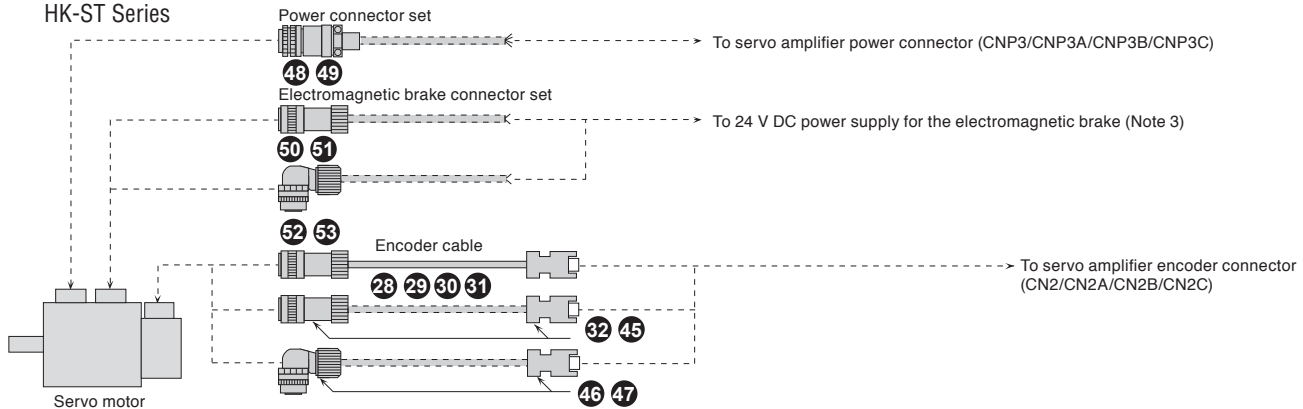 HK-ST Series
Power connector set
To servo amplifier power connector (CNP3/CNP3A/CNP3B/CNP3C)
48 49
Electromagnetic brake connector set
To 24 V DC power supply for the electromagnetic brake (Note 3)
50 51
52 53
Encoder cable
28 29 30 31
To servo amplifier encoder connector
(CN2/CN2A/CN2B/CN2C)
32 45
46 47
Servo motor